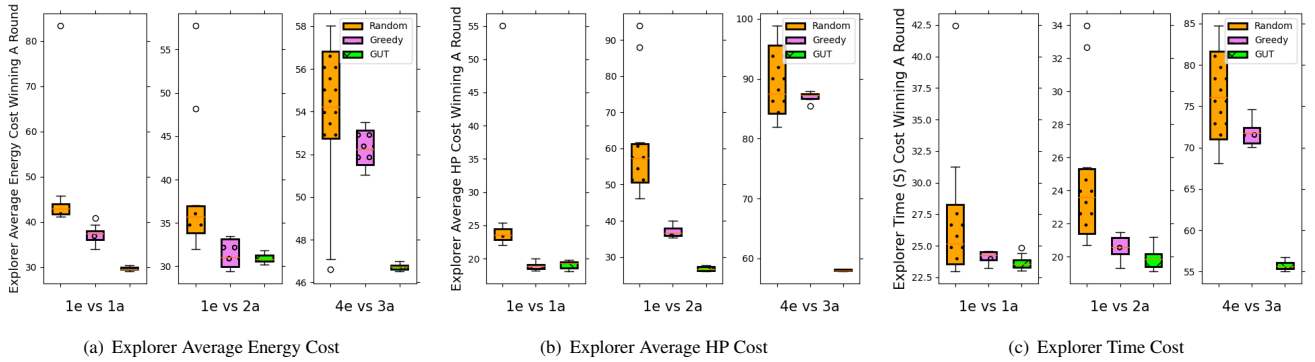 Explorer Average Energy Cost Winning A Round
80
70
60
50
40
30
1e vs 1a
55
50
45
40
35
30
1e vs 2a
58
56
54
52
50
48
46
4e vs 3a
Random
Greedy
GUT
(a) Explorer Average Energy Cost
Explorer Average HP Cost Winning A Round
55
50
45
40
35
30
25
20
1e vs 1a
90
80
70
60
50
40
30
1e vs 2a
100
90
80
70
60
4e vs 3a
Random
Greedy
GUT
(b) Explorer Average HP Cost
Explorer Time (S) Cost Winning A Round
42.5
40.0
37.5
35.0
32.5
30.0
27.5
25.0
22.5
1e vs 1a
34
32
30
28
26
24
22
20
1e vs 2a
85
80
75
70
65
60
55
4e vs 3a
Random
Greedy
GUT
(c) Explorer Time Cost